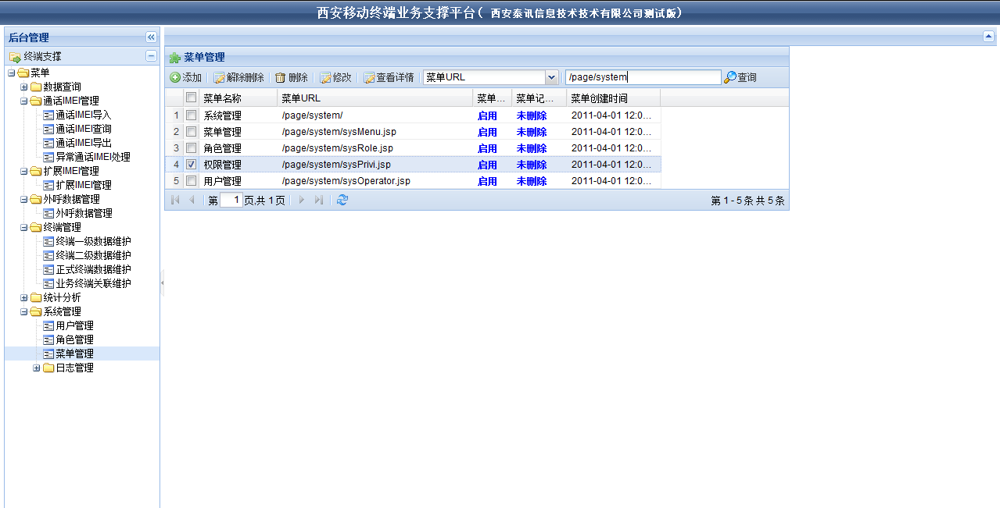 西安移动终端业务支撑平台( 西安泰讯信息技术技术有限公司测试版)
后台管理
终端支撑
菜单
数据查询
通话IMEI管理
通话IMEI导入
通话IMEI查询
通话IMEI导出
异常通话IMEI处理
扩展IMEI管理
扩展IMEI管理
外呼数据管理
外呼数据管理
终端管理
终端一级数据维护
终端二级数据维护
正式终端数据维护
业务终端关联维护
统计分析
系统管理
用户管理
角色管理
菜单管理
日志管理
菜单管理
添加 解除删除 删除 修改 查看详情 菜单URL /page/system 查询
菜单名称 菜单URL 菜单... 菜单记... 菜单创建时间
1 系统管理 /page/system/ 启用 未删除 2011-04-01 12:0...
2 菜单管理 /page/system/sysMenu.jsp 启用 未删除 2011-04-01 12:0...
3 角色管理 /page/system/sysRole.jsp 启用 未删除 2011-04-01 12:0...
4 权限管理 /page/system/sysPrivi.jsp 启用 未删除 2011-04-01 12:0...
5 用户管理 /page/system/sysOperator.jsp 启用 未删除 2011-04-01 12:0...
第 1 页,共 1 页 第 1 - 5 条 共 5 条